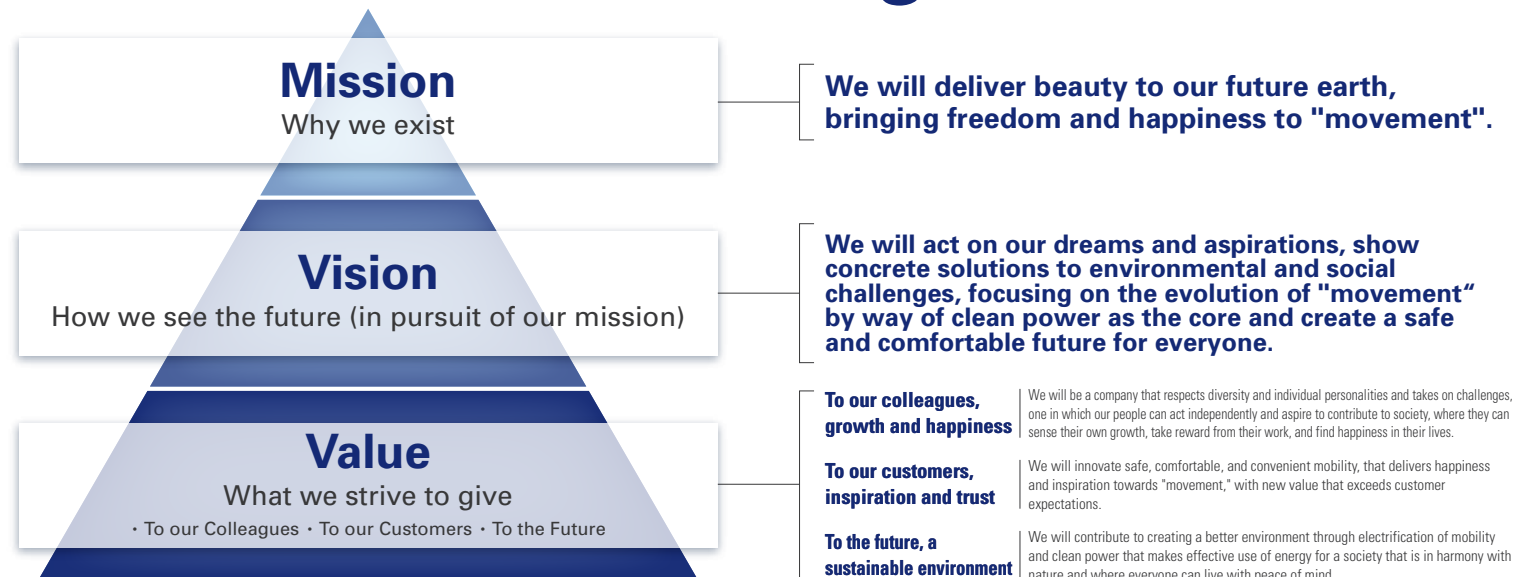 Mission
Why we exist
We will deliver beauty to our future earth,
bringing freedom and happiness to "movement".
Vision
How we see the future (in pursuit of our mission)
We will act on our dreams and aspirations, show
concrete solutions to environmental and social
challenges, focusing on the evolution of "movement“
by way of clean power as the core and create a safe
and comfortable future for everyone.
Value
What we strive to give
・To our Colleagues ・To our Customers ・To the Future
To our colleagues,
growth and happiness
We will be a company that respects diversity and individual personalities and takes on challenges,
one in which our people can act independently and aspire to contribute to society, where they can
sense their own growth, take reward from their work, and find happiness in their lives.
To our customers,
inspiration and trust
We will innovate safe, comfortable, and convenient mobility, that delivers happiness
and inspiration towards "movement," with new value that exceeds customer
expectations.
To the future, a
sustainable environment
We will contribute to creating a better environment through electrification of mobility
and clean power that makes effective use of energy for a society that is in harmony with
nature and where everyone can live with peace of mind.